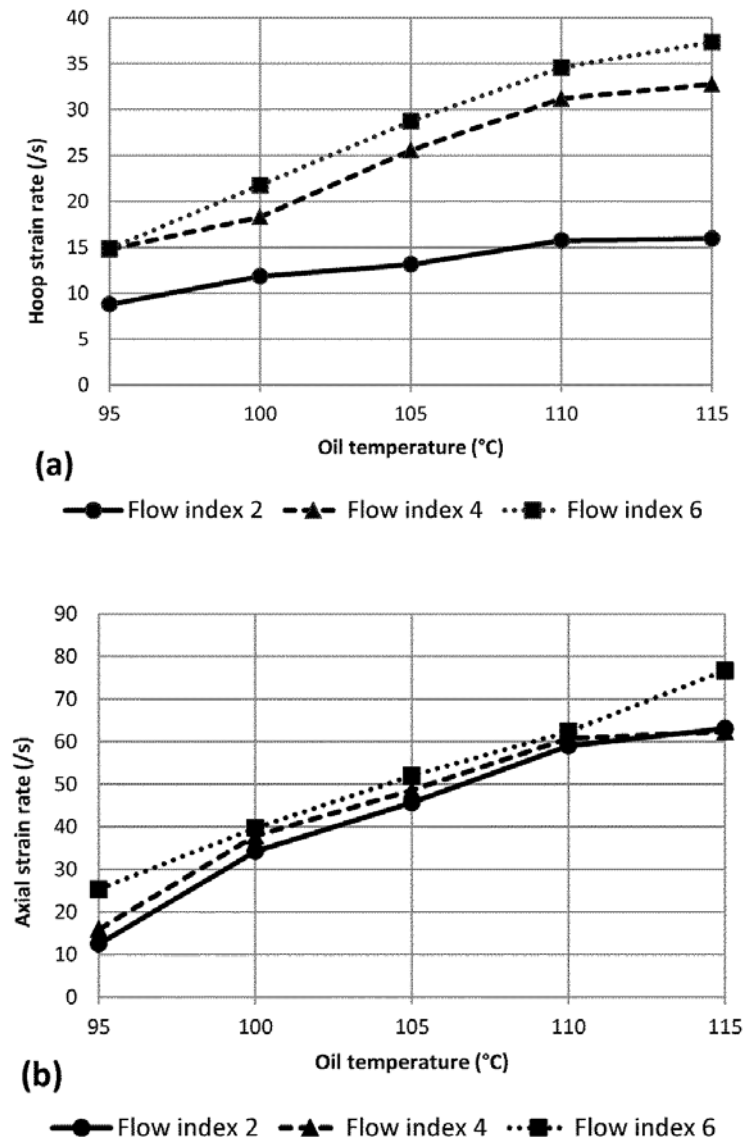 40
35
30
25
20
15
10
5
0
Hoop strain rate (/s)
95 100 105 110 115
Oil temperature (°C)
(a)
Flow index 2 Flow index 4 Flow index 6
90
80
70
60
50
40
30
20
10
0
Axial strain rate (/s)
95 100 105 110 115
Oil temperature (°C)
(b)
Flow index 2 Flow index 4 Flow index 6